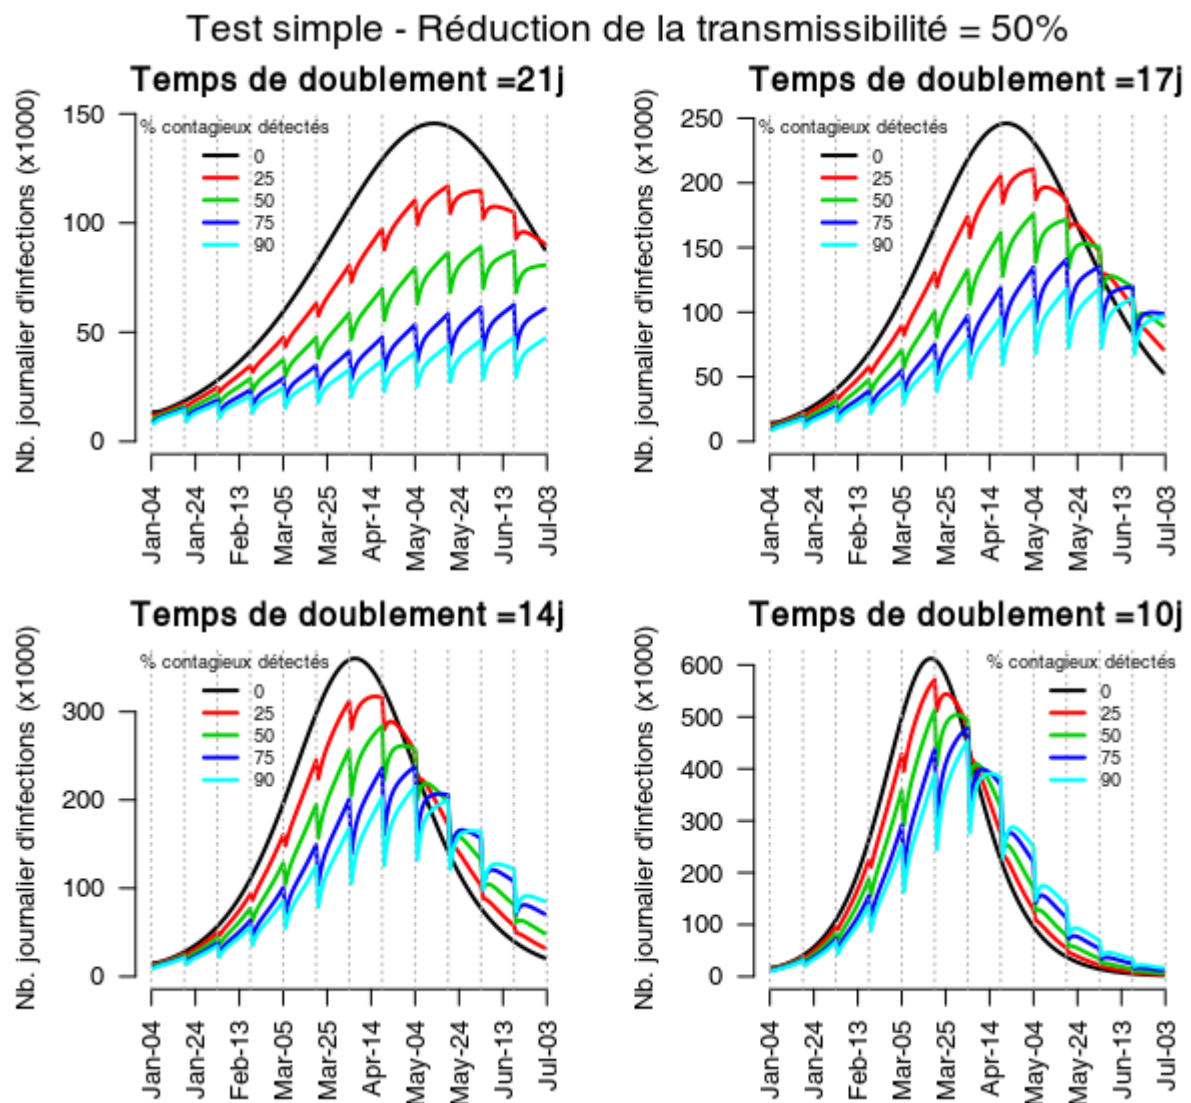 Test simple - Réduction de la transmissibilité = 50%
Temps de doublement =21j
Nb. journalier d'infections (x1000)
150
100
50
0
% contagieux détectés
0
25
50
75
90
Jan-04
Jan-24
Feb-13
Mar-05
Mar-25
Apr-14
May-04
May-24
Jun-13
Jul-03
Temps de doublement =17j
Nb. journalier d'infections (x1000)
250
200
150
100
50
0
% contagieux détectés
0
25
50
75
90
Jan-04
Jan-24
Feb-13
Mar-05
Mar-25
Apr-14
May-04
May-24
Jun-13
Jul-03
Temps de doublement =14j
Nb. journalier d'infections (x1000)
300
200
100
0
% contagieux détectés
0
25
50
75
90
Jan-04
Jan-24
Feb-13
Mar-05
Mar-25
Apr-14
May-04
May-24
Jun-13
Jul-03
Temps de doublement =10j
Nb. journalier d'infections (x1000)
600
500
400
300
200
100
0
% contagieux détectés
0
25
50
75
90
Jan-04
Jan-24
Feb-13
Mar-05
Mar-25
Apr-14
May-04
May-24
Jun-13
Jul-03